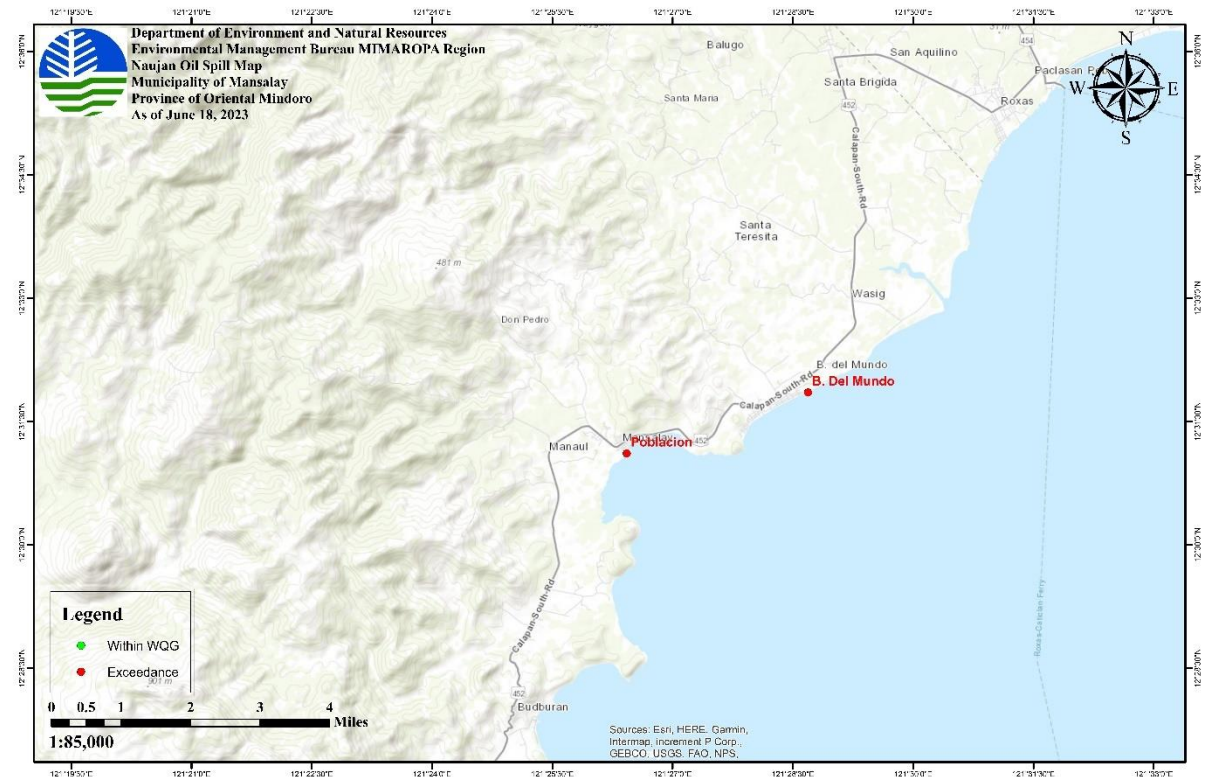 Department of Environment and Natural Resources
Environmental Management Bureau MIMAROPA Region
Naujan Oil Spill Map
Municipality of Mansalay
Province of Oriental Mindoro
As of June 18, 2023
N
W
E
S
Balugo
San Aquilino
454
Santa Brigida
Paclasan
Santa Maria
452
Roxas
Calapan-South-Rd
Santa
Teresita
481 m
Wasig
Don Pedro
B. del Mundo
B. Del Mundo
Calapan-South-Rd
Mansalay
452
Poblacion
Manaul
Calapan-South-Rd
Roxas-Caticlan Ferry
Legend
Within WQG
Exceedance
901 m
452
Budburan
0 0.5 1 2 3 4
Miles
1:85,000
Sources: Esri, HERE, Garmin,
Intermap, increment P Corp.,
GEBCO, USGS, FAO, NPS,